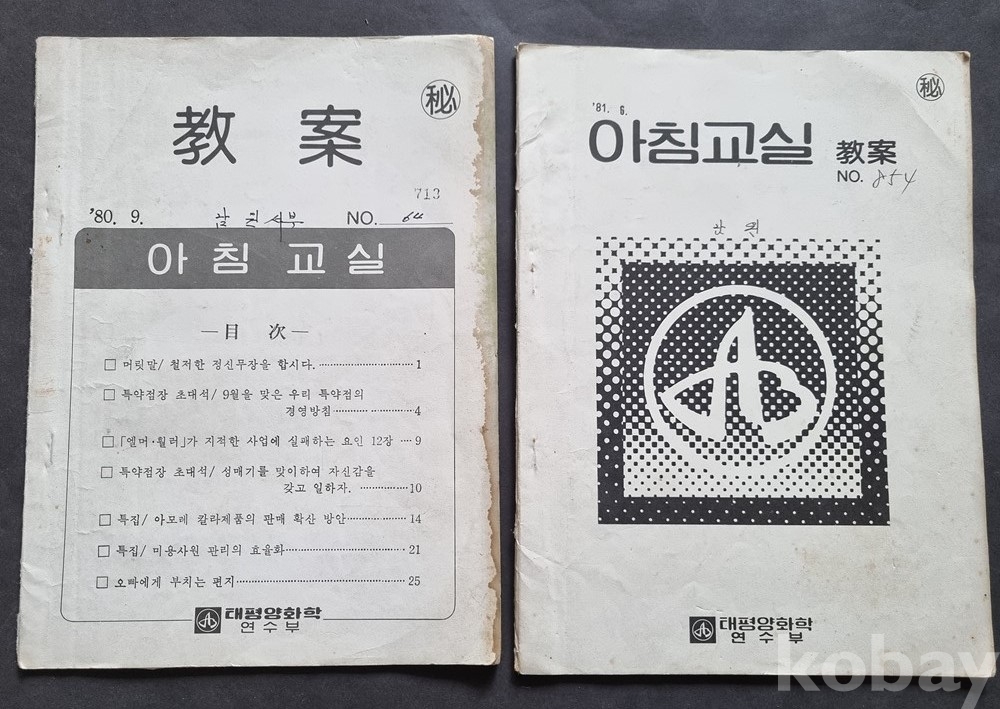 秘
教 案
713
'80. 9. NO. 64
아 침 교 실
—目 次—
□ 머릿말/ 철저한 정신무장을 합시다. 1
□ 특약점장 초대석/ 9월을 맞은 우리 특약점의
경영방침 4
□ 「엘머·휠러」가 지적한 사업에 실패하는 요인 12장 9
□ 특약점장 초대석/ 성매기를 맞이하여 자신감을
갖고 일하자. 10
□ 특집/ 아모레 칼라제품의 판매 확산 방안 14
□ 특집/ 미용사원 관리의 효율화 21
□ 오빠에게 부치는 편지 25
태평양화학
연수부
秘
'81. 6.
아침교실 教案
NO. 854
태평양화학
연수부
kobay